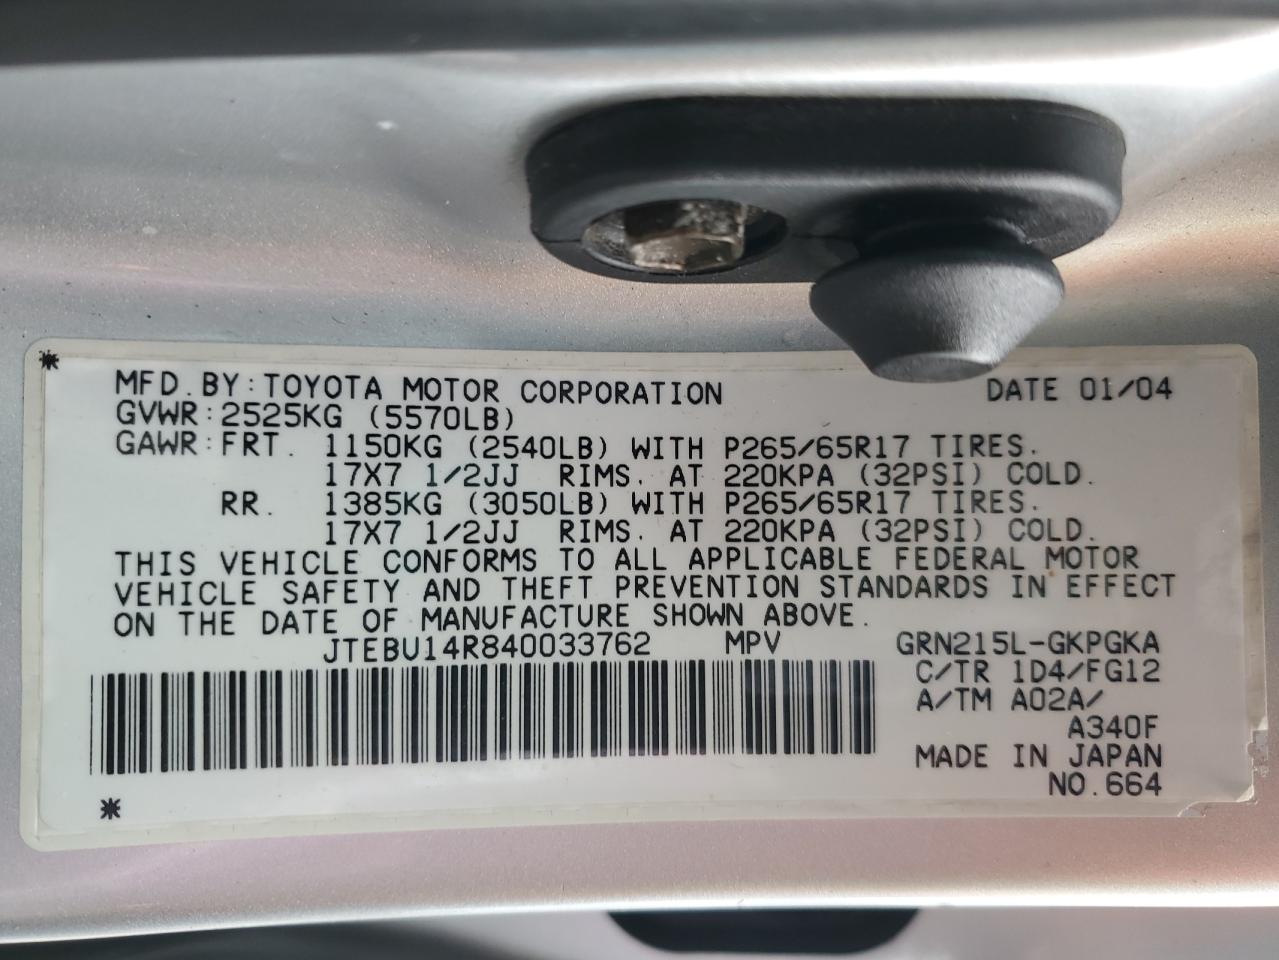 MFD.BY:TOYOTA MOTOR CORPORATION DATE 01/04
GVWR:2525KG (5570LB)
GAWR:FRT. 1150KG (2540LB) WITH P265/65R17 TIRES.
17X7 1/2JJ RIMS. AT 220KPA (32PSI) COLD.
RR. 1385KG (3050LB) WITH P265/65R17 TIRES.
17X7 1/2JJ RIMS. AT 220KPA (32PSI) COLD.
THIS VEHICLE CONFORMS TO ALL APPLICABLE FEDERAL MOTOR
VEHICLE SAFETY AND THEFT PREVENTION STANDARDS IN EFFECT
ON THE DATE OF MANUFACTURE SHOWN ABOVE.
JTEBU14R840033762 MPV GRN215L-GKPGKA
C/TR 1D4/FG12
A/TM A02A/
A340F
MADE IN JAPAN
NO.664